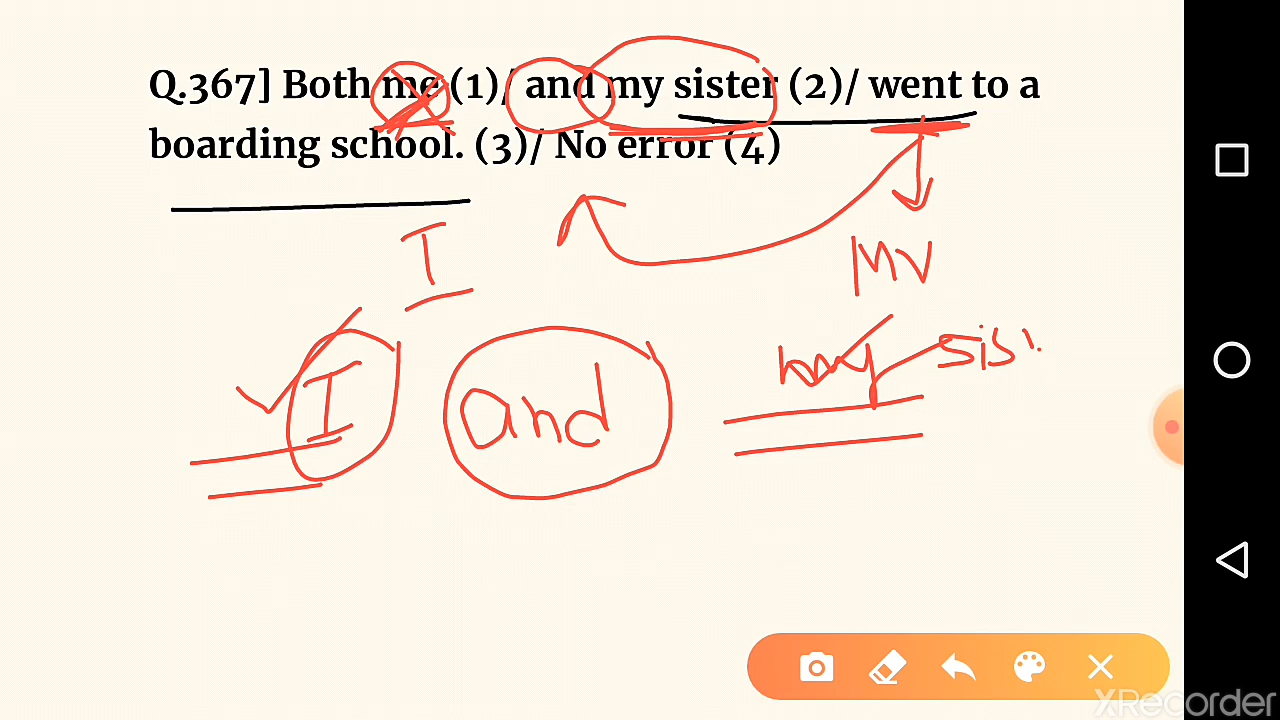 Q.367] Both me (1)/ and my sister (2)/ went to a
boarding school. (3)/ No error (4)
I
MV
I and my sis.
XRecorder